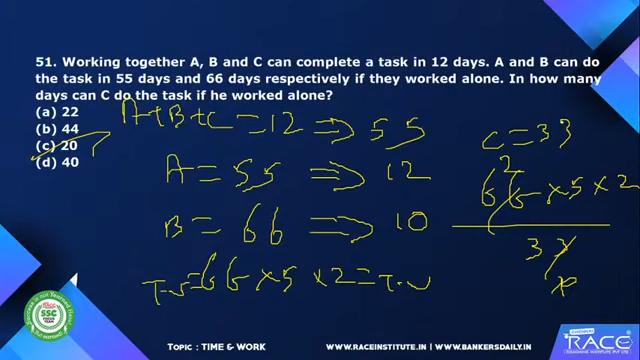 51. Working together A, B and C can complete a task in 12 days. A and B can do
the task in 55 days and 66 days respectively if they worked alone. In how many
days can C do the task if he worked alone?
(a) 22
(b) 44
(c) 20
(d) 40
A+B+C=12 ⇒ 55
C=33
A=55 ⇒ 12
2
66×5×2
B=66 ⇒ 10
33
T.W=66×5×2=T.W
SSC
TOPIC : TIME & WORK
WWW.RACEINSTITUTE.IN | WWW.BANKERSDAILY.IN
RACE